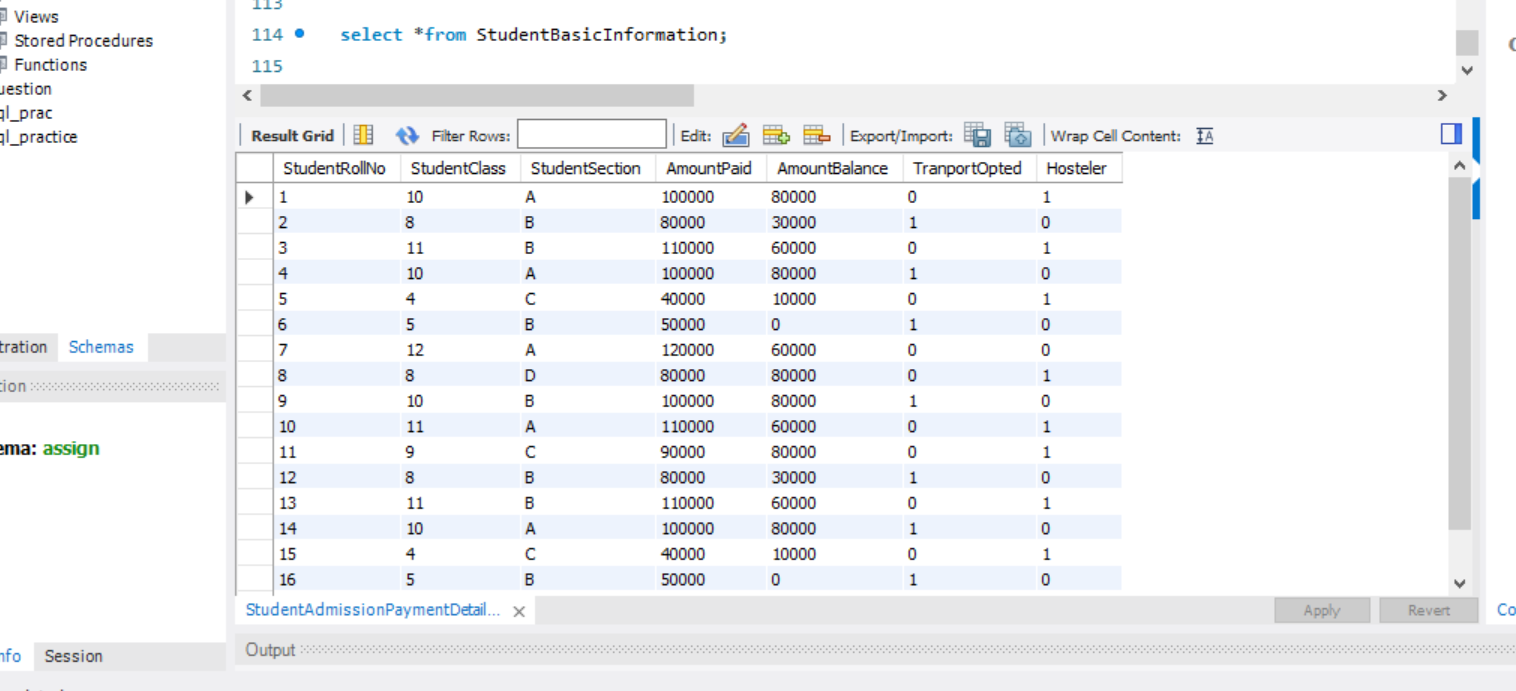 113
Views
114 select *from StudentBasicInformation;
Stored Procedures
Functions
115
uestion
ql_prac
ql_practice
Result Grid Filter Rows: Edit: Export/Import: Wrap Cell Content: IA
StudentRollNo StudentClass StudentSection AmountPaid AmountBalance TranportOpted Hosteler
1 10 A 100000 80000 0 1
2 8 B 80000 30000 1 0
3 11 B 110000 60000 0 1
4 10 A 100000 80000 1 0
5 4 C 40000 10000 0 1
6 5 B 50000 0 1 0
7 12 A 120000 60000 0 0
8 8 D 80000 80000 0 1
9 10 B 100000 80000 1 0
10 11 A 110000 60000 0 1
11 9 C 90000 80000 0 1
12 8 B 80000 30000 1 0
13 11 B 110000 60000 0 1
14 10 A 100000 80000 1 0
15 4 C 40000 10000 0 1
16 5 B 50000 0 1 0
tration Schemas
tion
ema: assign
StudentAdmissionPaymentDetail... Apply Revert Co
Output
nfo Session